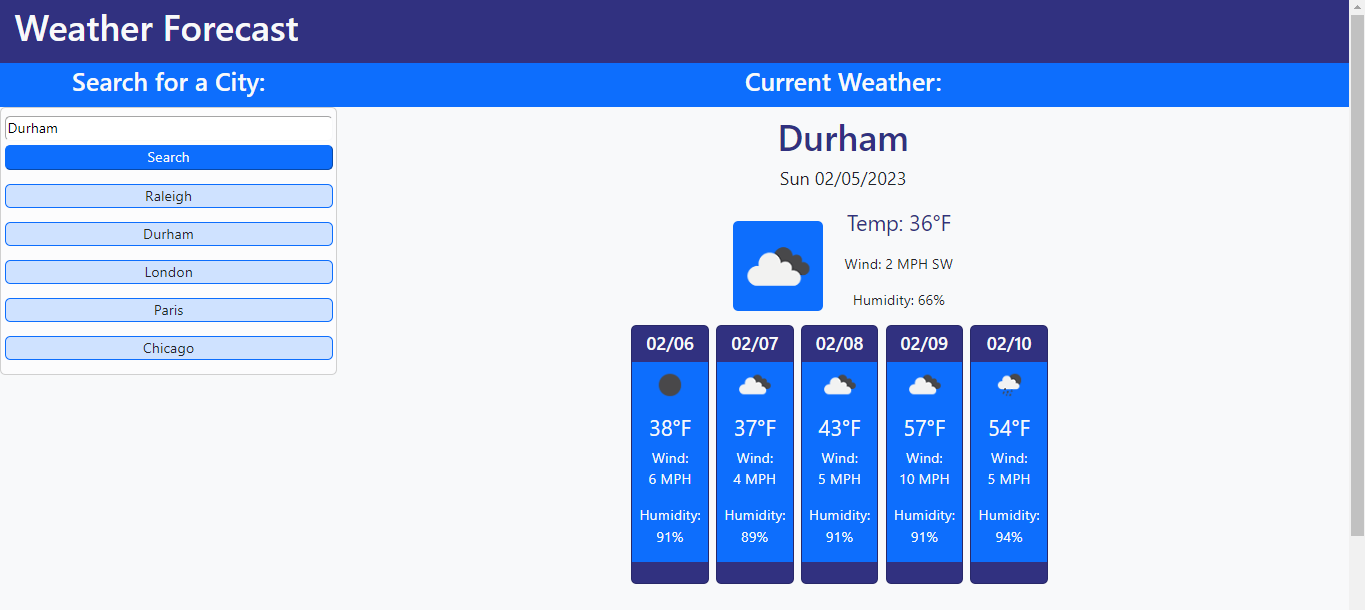 Weather Forecast
Search for a City:
Current Weather:
Durham
Search
Raleigh
Durham
London
Paris
Chicago
Durham
Sun 02/05/2023
Temp: 36°F
Wind: 2 MPH SW
Humidity: 66%
02/06
38°F
Wind:
6 MPH
Humidity:
91%
02/07
37°F
Wind:
4 MPH
Humidity:
89%
02/08
43°F
Wind:
5 MPH
Humidity:
91%
02/09
57°F
Wind:
10 MPH
Humidity:
91%
02/10
54°F
Wind:
5 MPH
Humidity:
94%